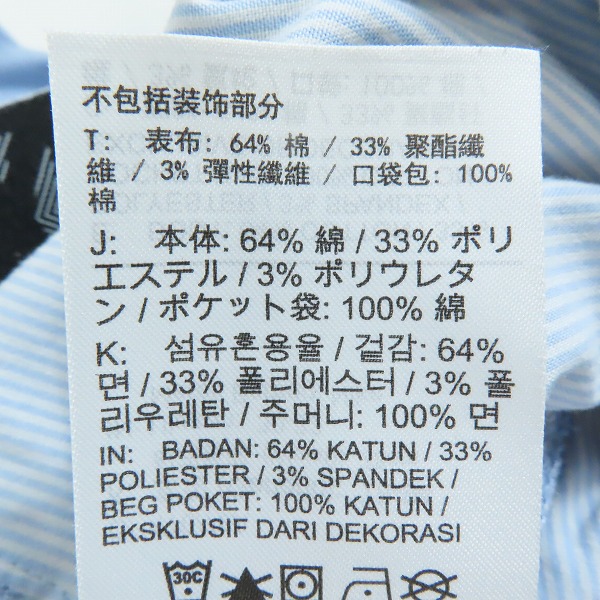 不包括装饰部分
T: 表布: 64% 棉 / 33% 聚酯纖
維 / 3% 彈性纖維 / 口袋包: 100%
棉
J: 本体: 64% 綿 / 33% ポリ
エステル / 3% ポリウレタ
ン / ポケット袋: 100% 綿
K: 섬유혼용율 / 겉감: 64%
면 / 33% 폴리에스터 / 3% 폴
리우레탄 / 주머니: 100% 면
IN: BADAN: 64% KATUN / 33%
POLIESTER / 3% SPANDEK /
BEG POKET: 100% KATUN /
EKSKLUSIF DARI DEKORASI
30C